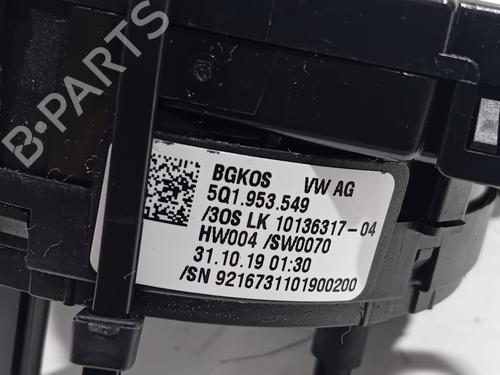 B-PARTS
BGKOS VW AG
5Q1.953.549
/3OS LK 10136317-04
HW004 /SW0070
31.10.19 01:30
/SN 9216731101900200